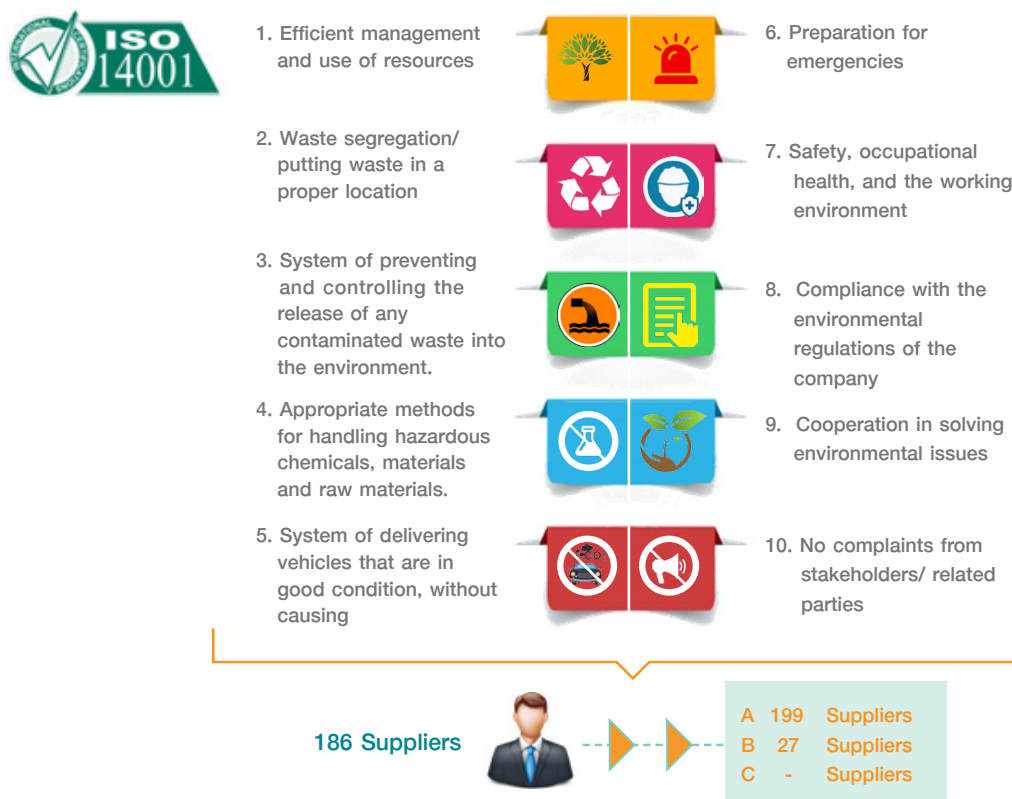 INTERNATIONAL CERTIFICATIONS
ISO
14001
1. Efficient management
and use of resources
2. Waste segregation/
putting waste in a
proper location
3. System of preventing
and controlling the
release of any
contaminated waste into
the environment.
4. Appropriate methods
for handling hazardous
chemicals, materials
and raw materials.
5. System of delivering
vehicles that are in
good condition, without
causing
6. Preparation for
emergencies
7. Safety, occupational
health, and the working
environment
8. Compliance with the
environmental
regulations of the
company
9. Cooperation in solving
environmental issues
10. No complaints from
stakeholders/ related
parties
186 Suppliers
A 199 Suppliers
B 27 Suppliers
C - Suppliers